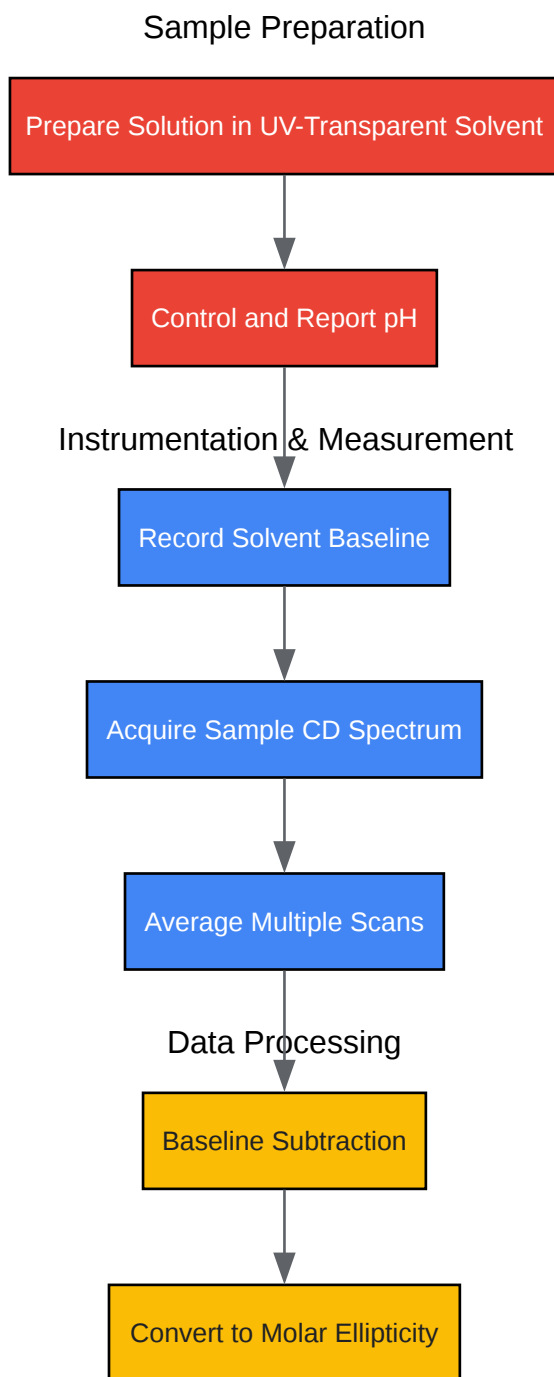 Sample Preparation
Prepare Solution in UV-Transparent Solvent
Control and Report pH
Instrumentation & Measurement
Record Solvent Baseline
Acquire Sample CD Spectrum
Average Multiple Scans
Data Processing
Baseline Subtraction
Convert to Molar Ellipticity